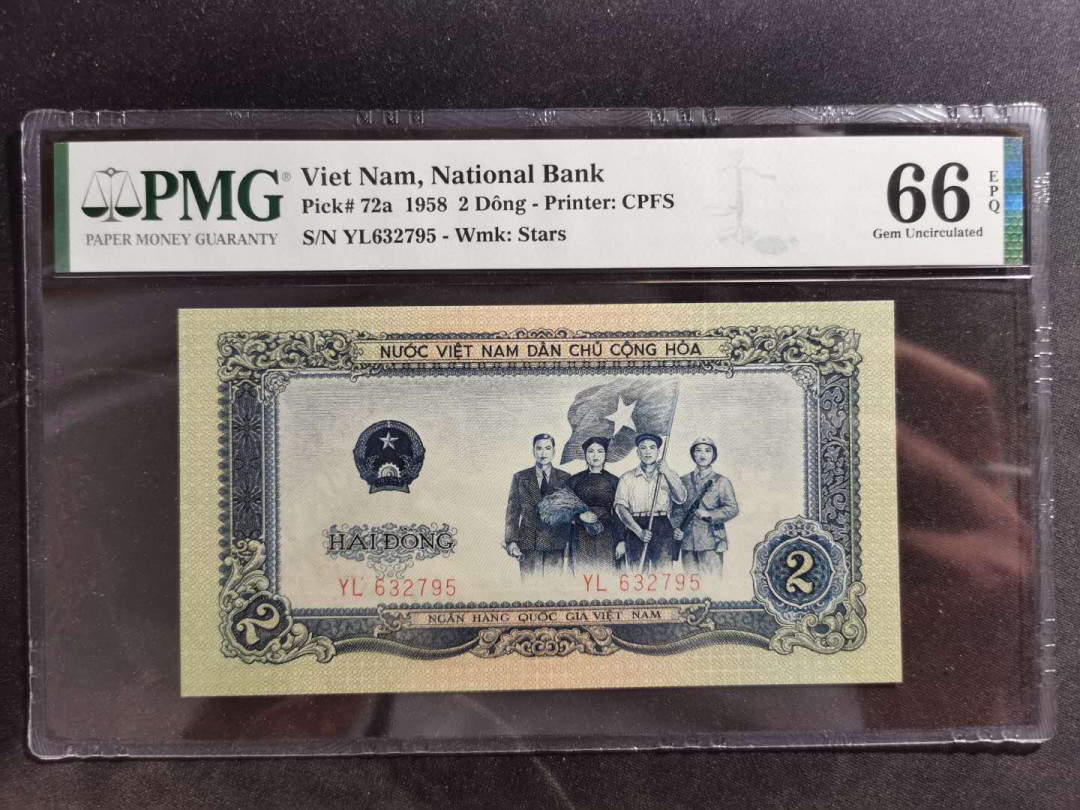 PMG®
PAPER MONEY GUARANTY
Viet Nam, National Bank
Pick# 72a 1958 2 Dông - Printer: CPFS
S/N YL632795 - Wmk: Stars
66
EPQ
Gem Uncirculated
NƯỚC VIỆT NAM DÂN CHỦ CỘNG HÒA
HAI ĐỒNG
YL 632795
YL 632795
2
2
NGÂN HÀNG QUỐC GIA VIỆT NAM